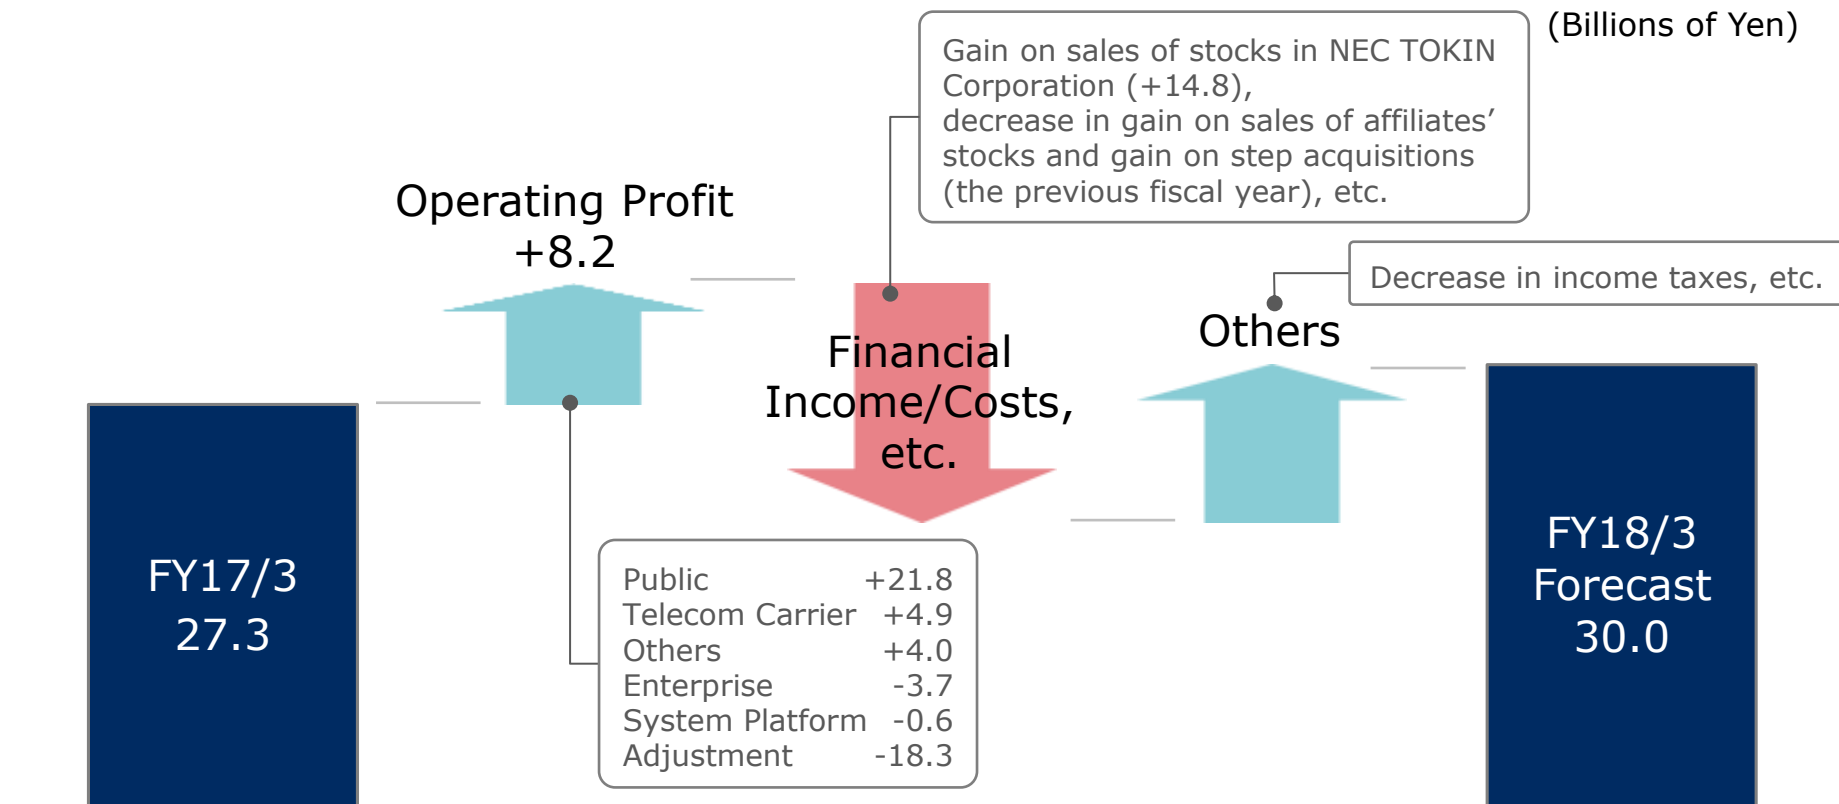 (Billions of Yen)
Gain on sales of stocks in NEC TOKIN
Corporation (+14.8),
decrease in gain on sales of affiliates’
stocks and gain on step acquisitions
(the previous fiscal year), etc.
Operating Profit
+8.2
Decrease in income taxes, etc.
Others
Financial
Income/Costs,
etc.
FY17/3
27.3
Public +21.8
Telecom Carrier +4.9
Others +4.0
Enterprise -3.7
System Platform -0.6
Adjustment -18.3
FY18/3
Forecast
30.0